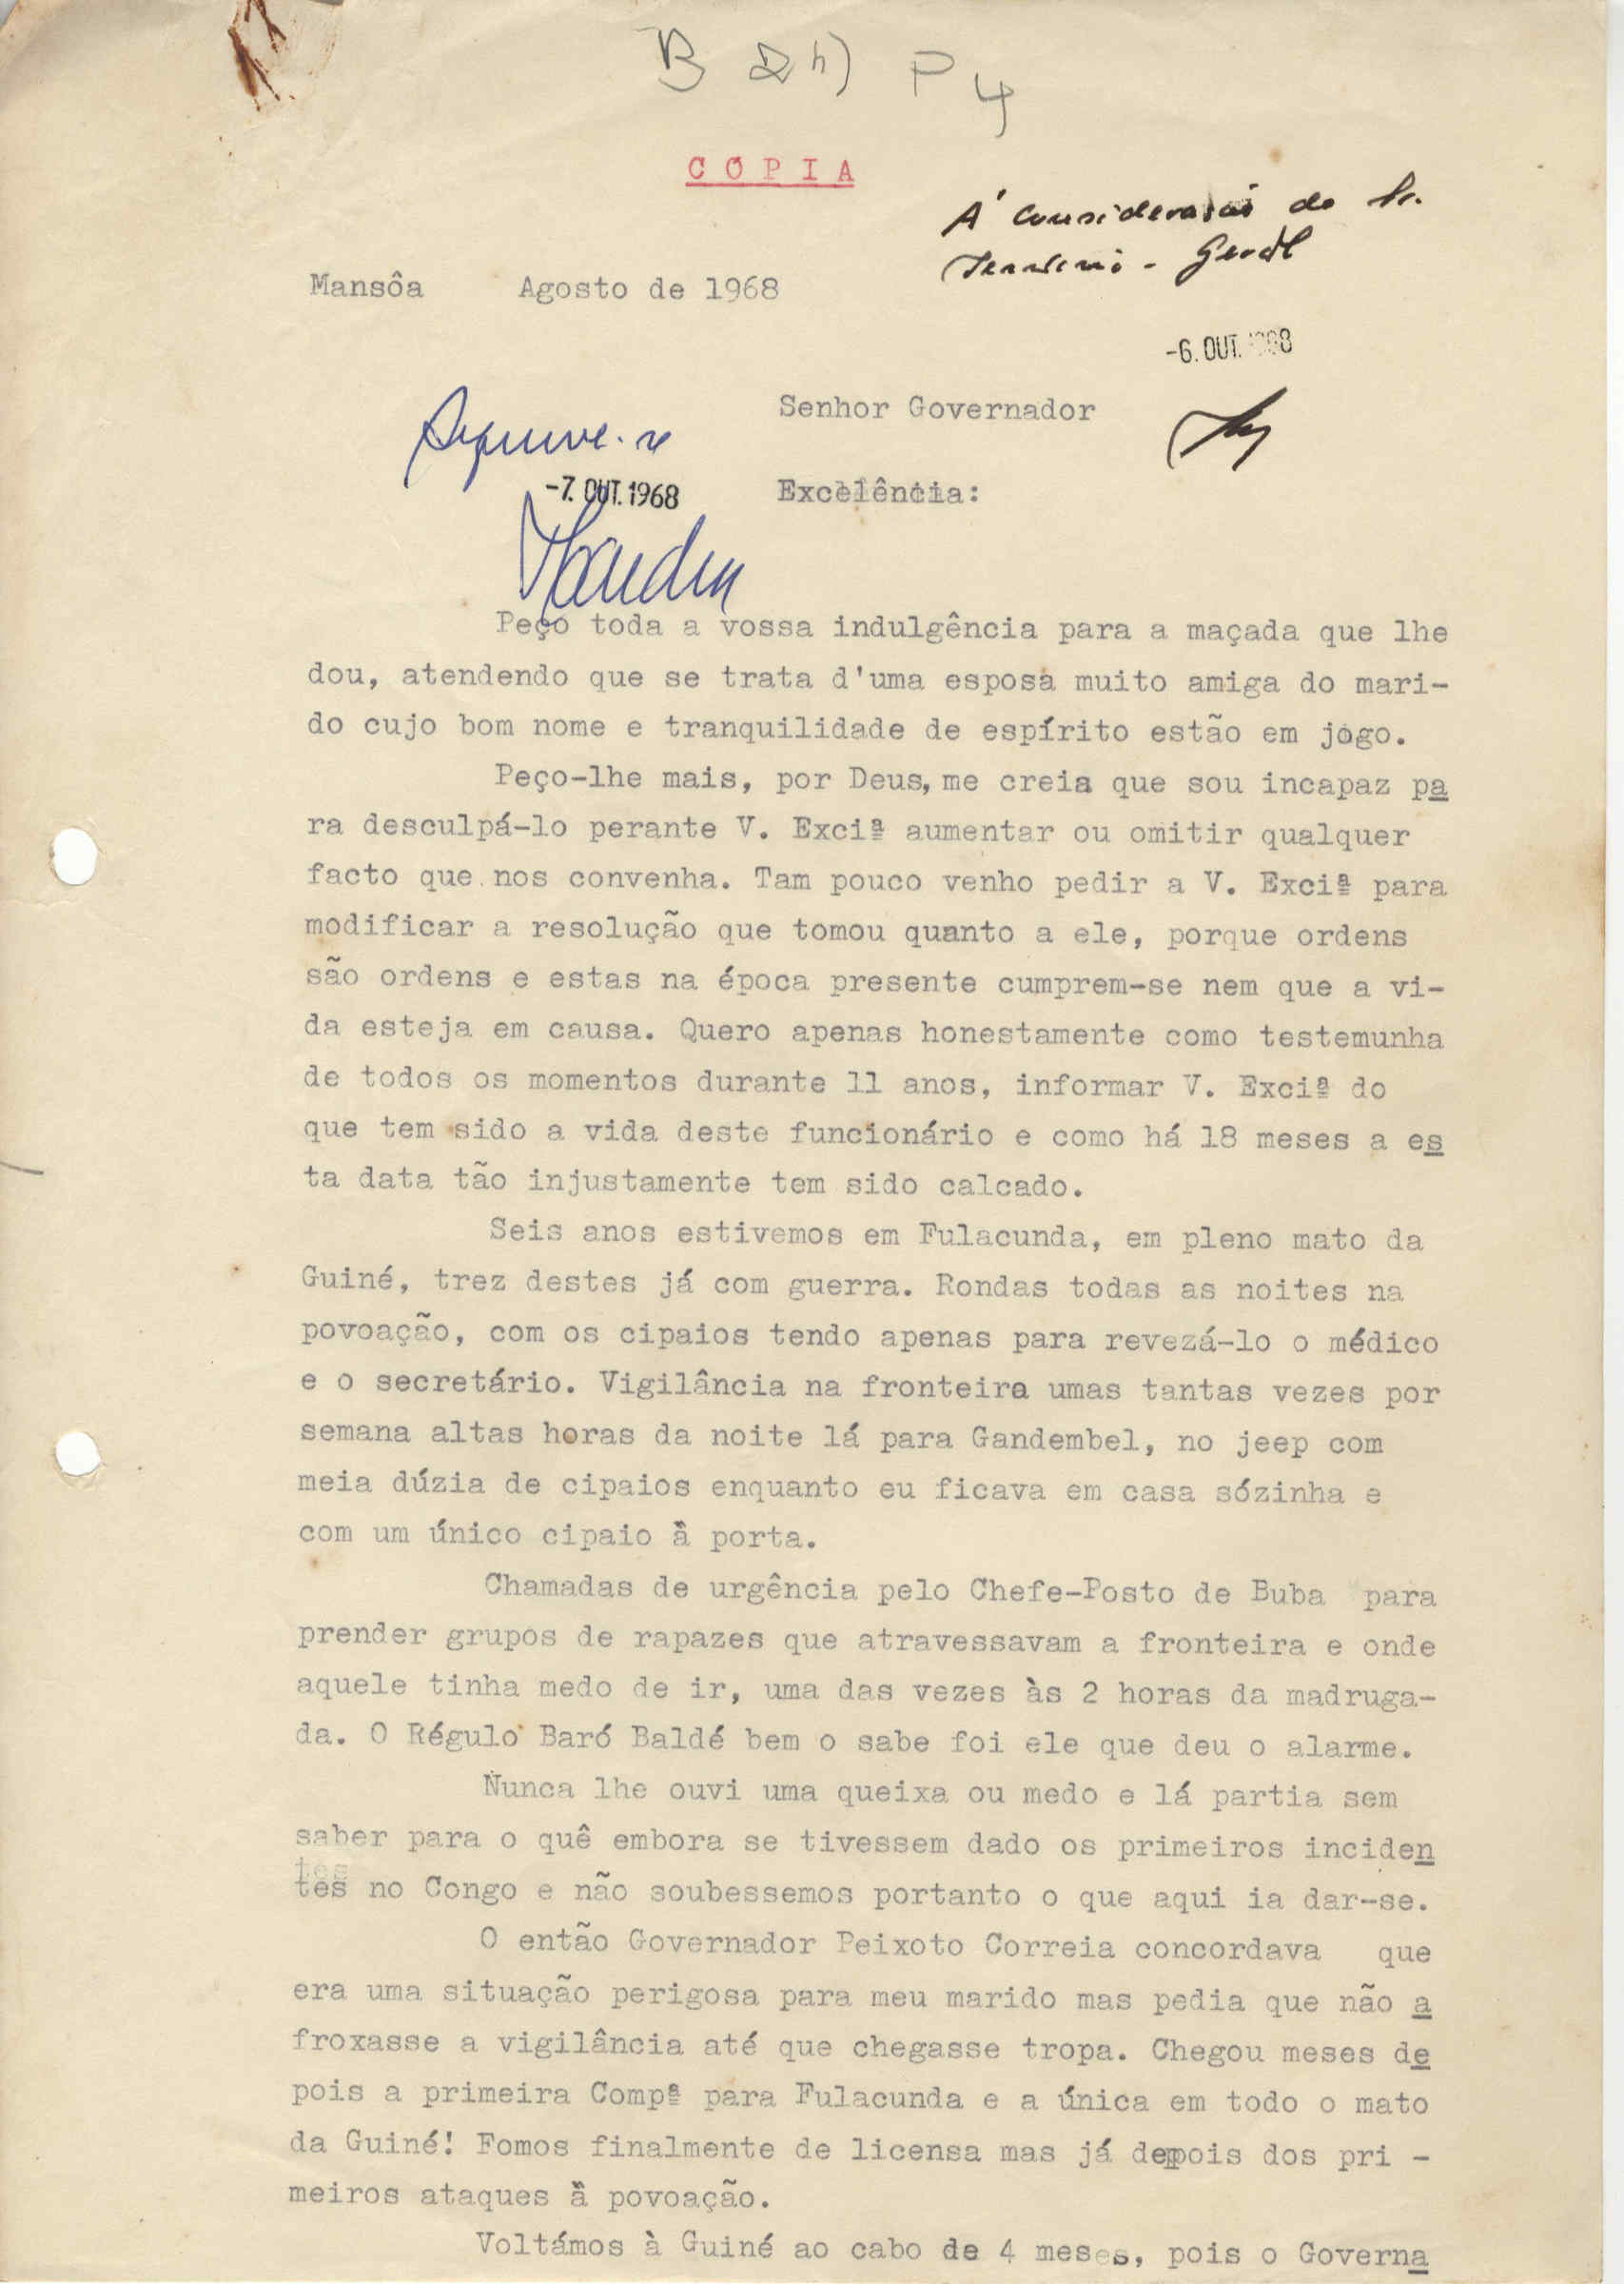 B 2h) P 4
C O P I A
A' consideração do Sr.
Secretário - Geral
Mansôa Agosto de 1968
-6. OUT. 1968
Senhor Governador
Arquive-se
-7. OUT. 1968
Excelência:
Peço toda a vossa indulgência para a maçada que lhe
dou, atendendo que se trata d'uma esposa muito amiga do mari-
do cujo bom nome e tranquilidade de espírito estão em jogo.
Peço-lhe mais, por Deus, me creia que sou incapaz pa
ra desculpá-lo perante V. Exciª aumentar ou omitir qualquer
facto que nos convenha. Tam pouco venho pedir a V. Exciª para
modificar a resolução que tomou quanto a ele, porque ordens
são ordens e estas na época presente cumprem-se nem que a vi-
da esteja em causa. Quero apenas honestamente como testemunha
de todos os momentos durante 11 anos, informar V. Exciª do
que tem sido a vida deste funcionário e como há 18 meses a es
ta data tão injustamente tem sido calcado.
Seis anos estivemos em Fulacunda, em pleno mato da
Guiné, trez destes já com guerra. Rondas todas as noites na
povoação, com os cipaios tendo apenas para revezá-lo o médico
e o secretário. Vigilância na fronteira umas tantas vezes por
semana altas horas da noite lá para Gandembel, no jeep com
meia dúzia de cipaios enquanto eu ficava em casa sózinha e
com um único cipaio à porta.
Chamadas de urgência pelo Chefe-Posto de Buba para
prender grupos de rapazes que atravessavam a fronteira e onde
aquele tinha medo de ir, uma das vezes às 2 horas da madruga-
da. O Régulo Baró Baldé bem o sabe foi ele que deu o alarme.
Nunca lhe ouvi uma queixa ou medo e lá partia sem
saber para o quê embora se tivessem dado os primeiros inciden
tes no Congo e não soubessemos portanto o que aqui ia dar-se.
O então Governador Peixoto Correia concordava que
era uma situação perigosa para meu marido mas pedia que não a
froxasse a vigilância até que chegasse tropa. Chegou meses de
pois a primeira Compª para Fulacunda e a única em todo o mato
da Guiné! Fomos finalmente de licensa mas já depois dos pri -
meiros ataques à povoação.
Voltámos à Guiné ao cabo de 4 meses, pois o Governa